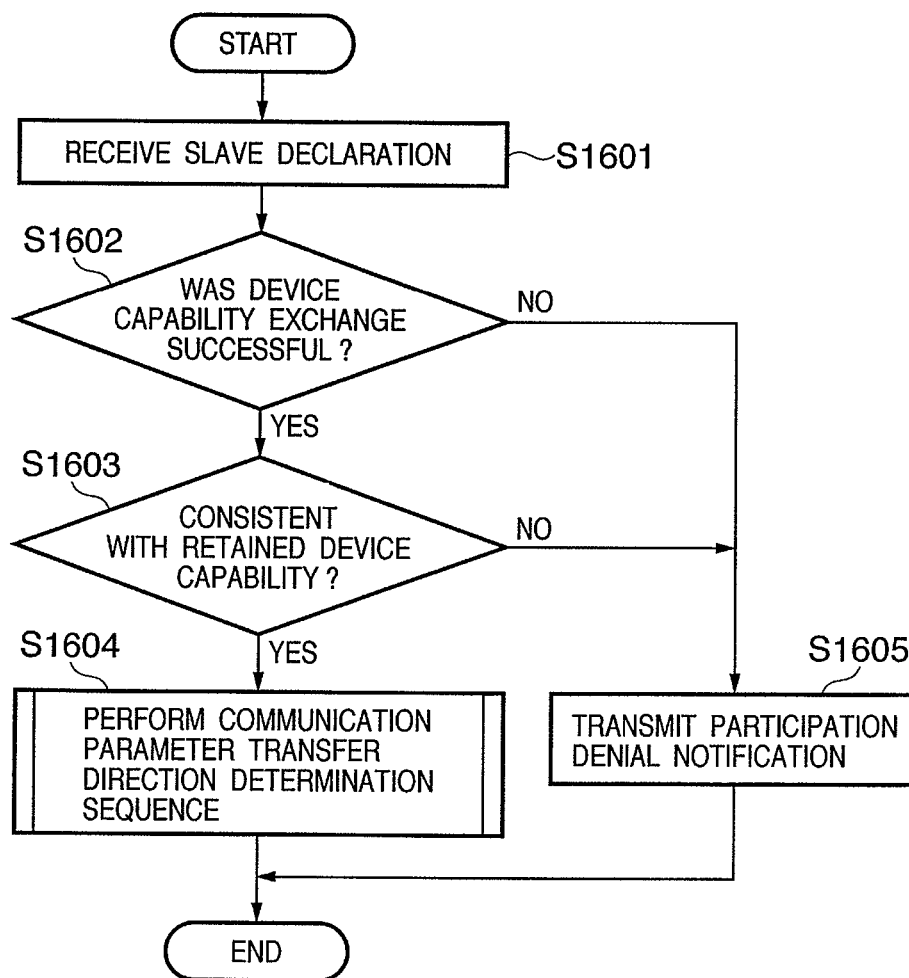 START
RECEIVE SLAVE DECLARATION
S1601
S1602
WAS DEVICE
CAPABILITY EXCHANGE
SUCCESSFUL ?
NO
YES
S1603
CONSISTENT
WITH RETAINED DEVICE
CAPABILITY ?
NO
YES
S1604
PERFORM COMMUNICATION
PARAMETER TRANSFER
DIRECTION DETERMINATION
SEQUENCE
S1605
TRANSMIT PARTICIPATION
DENIAL NOTIFICATION
END